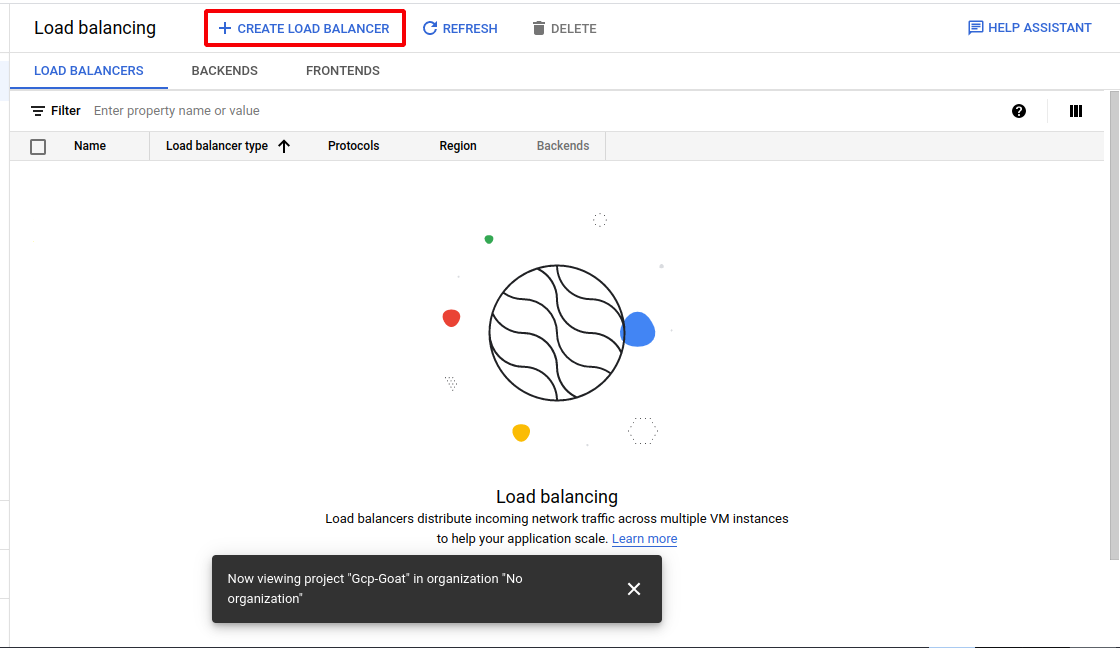 Load balancing
CREATE LOAD BALANCER
REFRESH
DELETE
HELP ASSISTANT
LOAD BALANCERS
BACKENDS
FRONTENDS
Filter Enter property name or value
Name
Load balancer type
Protocols
Region
Backends
Load balancing
Load balancers distribute incoming network traffic across multiple VM instances
to help your application scale. Learn more
Now viewing project "Gcp-Goat" in organization "No
organization"